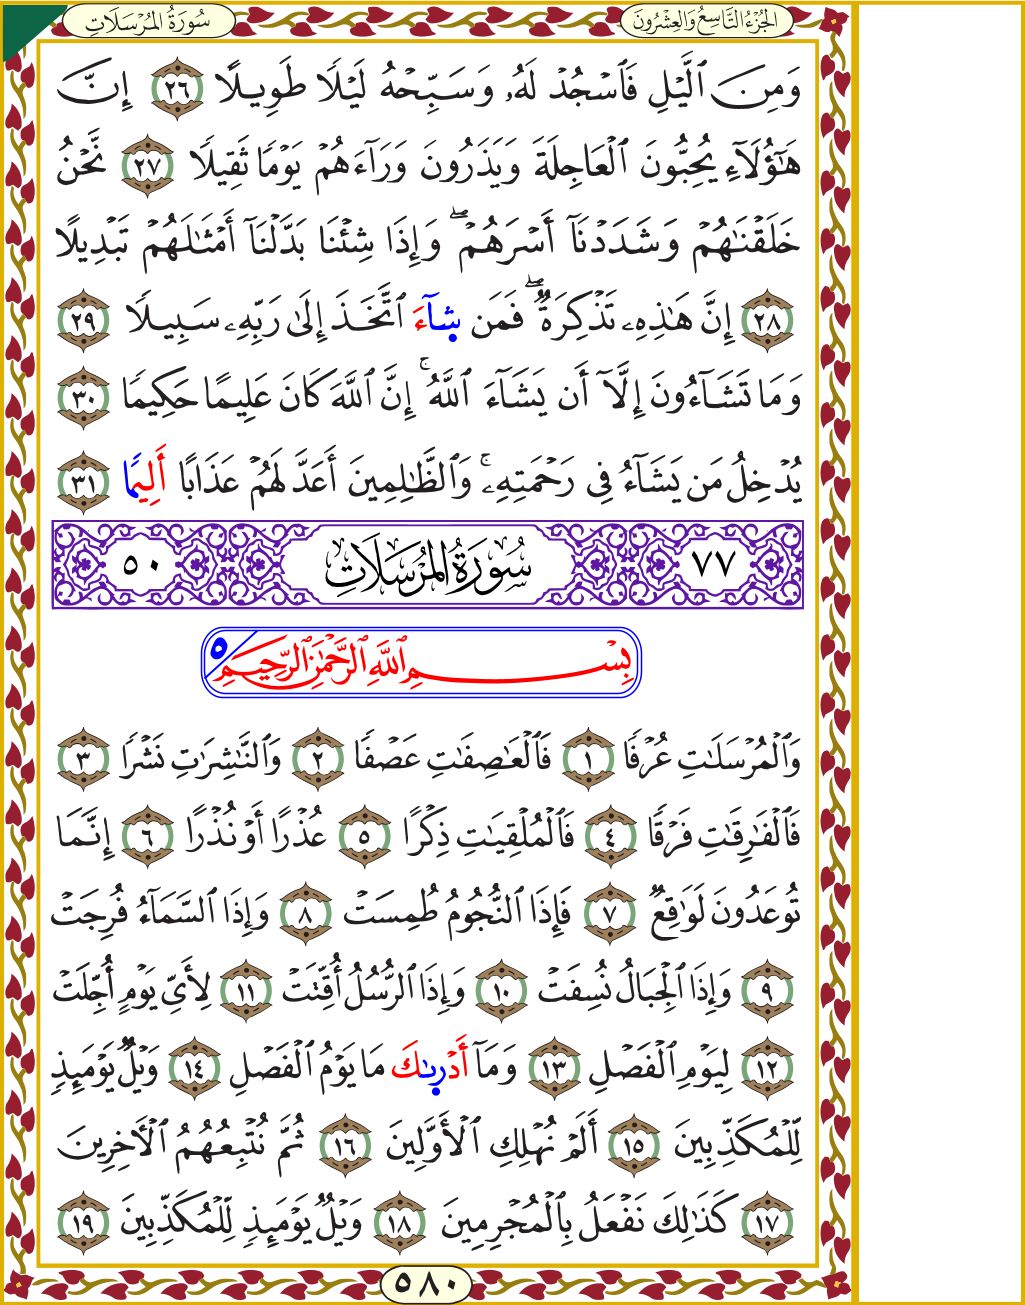 سُورَةُ المُرْسَلَاتِ
الجُزْءُ التَّاسِعُ وَالعِشْرُونَ
وَمِنَ ٱلَّيۡلِ فَٱسۡجُدۡ لَهُۥ وَسَبِّحۡهُ لَيۡلٗا طَوِيلًا ٢٦ إِنَّ
هَٰٓؤُلَآءِ يُحِبُّونَ ٱلۡعَاجِلَةَ وَيَذَرُونَ وَرَآءَهُمۡ يَوۡمٗا ثَقِيلٗا ٢٧ نَّحۡنُ
خَلَقۡنَٰهُمۡ وَشَدَدۡنَآ أَسۡرَهُمۡۖ وَإِذَا شِئۡنَا بَدَّلۡنَآ أَمۡثَٰلَهُمۡ تَبۡدِيلًا
٢٨ إِنَّ هَٰذِهِۦ تَذۡكِرَةٞۖ فَمَن شَآءَ ٱتَّخَذَ إِلَىٰ رَبِّهِۦ سَبِيلٗا ٢٩
وَمَا تَشَآءُونَ إِلَّآ أَن يَشَآءَ ٱللَّهُۚ إِنَّ ٱللَّهَ كَانَ عَلِيمًا حَكِيمٗا ٣٠
يُدۡخِلُ مَن يَشَآءُ فِي رَحۡمَتِهِۦۚ وَٱلظَّٰلِمِينَ أَعَدَّ لَهُمۡ عَذَابًا أَلِيمَۢا ٣١
٧٧ سُورَةُ المُرْسَلَاتِ ٥٠
بِسۡمِ ٱللَّهِ ٱلرَّحۡمَٰنِ ٱلرَّحِيمِ ٥
وَٱلۡمُرۡسَلَٰتِ عُرۡفٗا ١ فَٱلۡعَٰصِفَٰتِ عَصۡفٗا ٢ وَٱلنَّٰشِرَٰتِ نَشۡرٗا ٣
فَٱلۡفَٰرِقَٰتِ فَرۡقٗا ٤ فَٱلۡمُلۡقِيَٰتِ ذِكۡرًا ٥ عُذۡرًا أَوۡ نُذۡرًا ٦ إِنَّمَا
تُوعَدُونَ لَوَٰقِعٞ ٧ فَإِذَا ٱلنُّجُومُ طُمِسَتۡ ٨ وَإِذَا ٱلسَّمَآءُ فُرِجَتۡ
٩ وَإِذَا ٱلۡجِبَالُ نُسِفَتۡ ١٠ وَإِذَا ٱلرُّسُلُ أُقِّتَتۡ ١١ لِأَيِّ يَوۡمٍ أُجِّلَتۡ
١٢ لِيَوۡمِ ٱلۡفَصۡلِ ١٣ وَمَآ أَدۡرَىٰكَ مَا يَوۡمُ ٱلۡفَصۡلِ ١٤ وَيۡلٞ يَوۡمَئِذٖ
لِّلۡمُكَذِّبِينَ ١٥ أَلَمۡ نُهۡلِكِ ٱلۡأَوَّلِينَ ١٦ ثُمَّ نُتۡبِعُهُمُ ٱلۡأٓخِرِينَ
١٧ كَذَٰلِكَ نَفۡعَلُ بِٱلۡمُجۡرِمِينَ ١٨ وَيۡلٞ يَوۡمَئِذٖ لِّلۡمُكَذِّبِينَ ١٩
٥٨٠